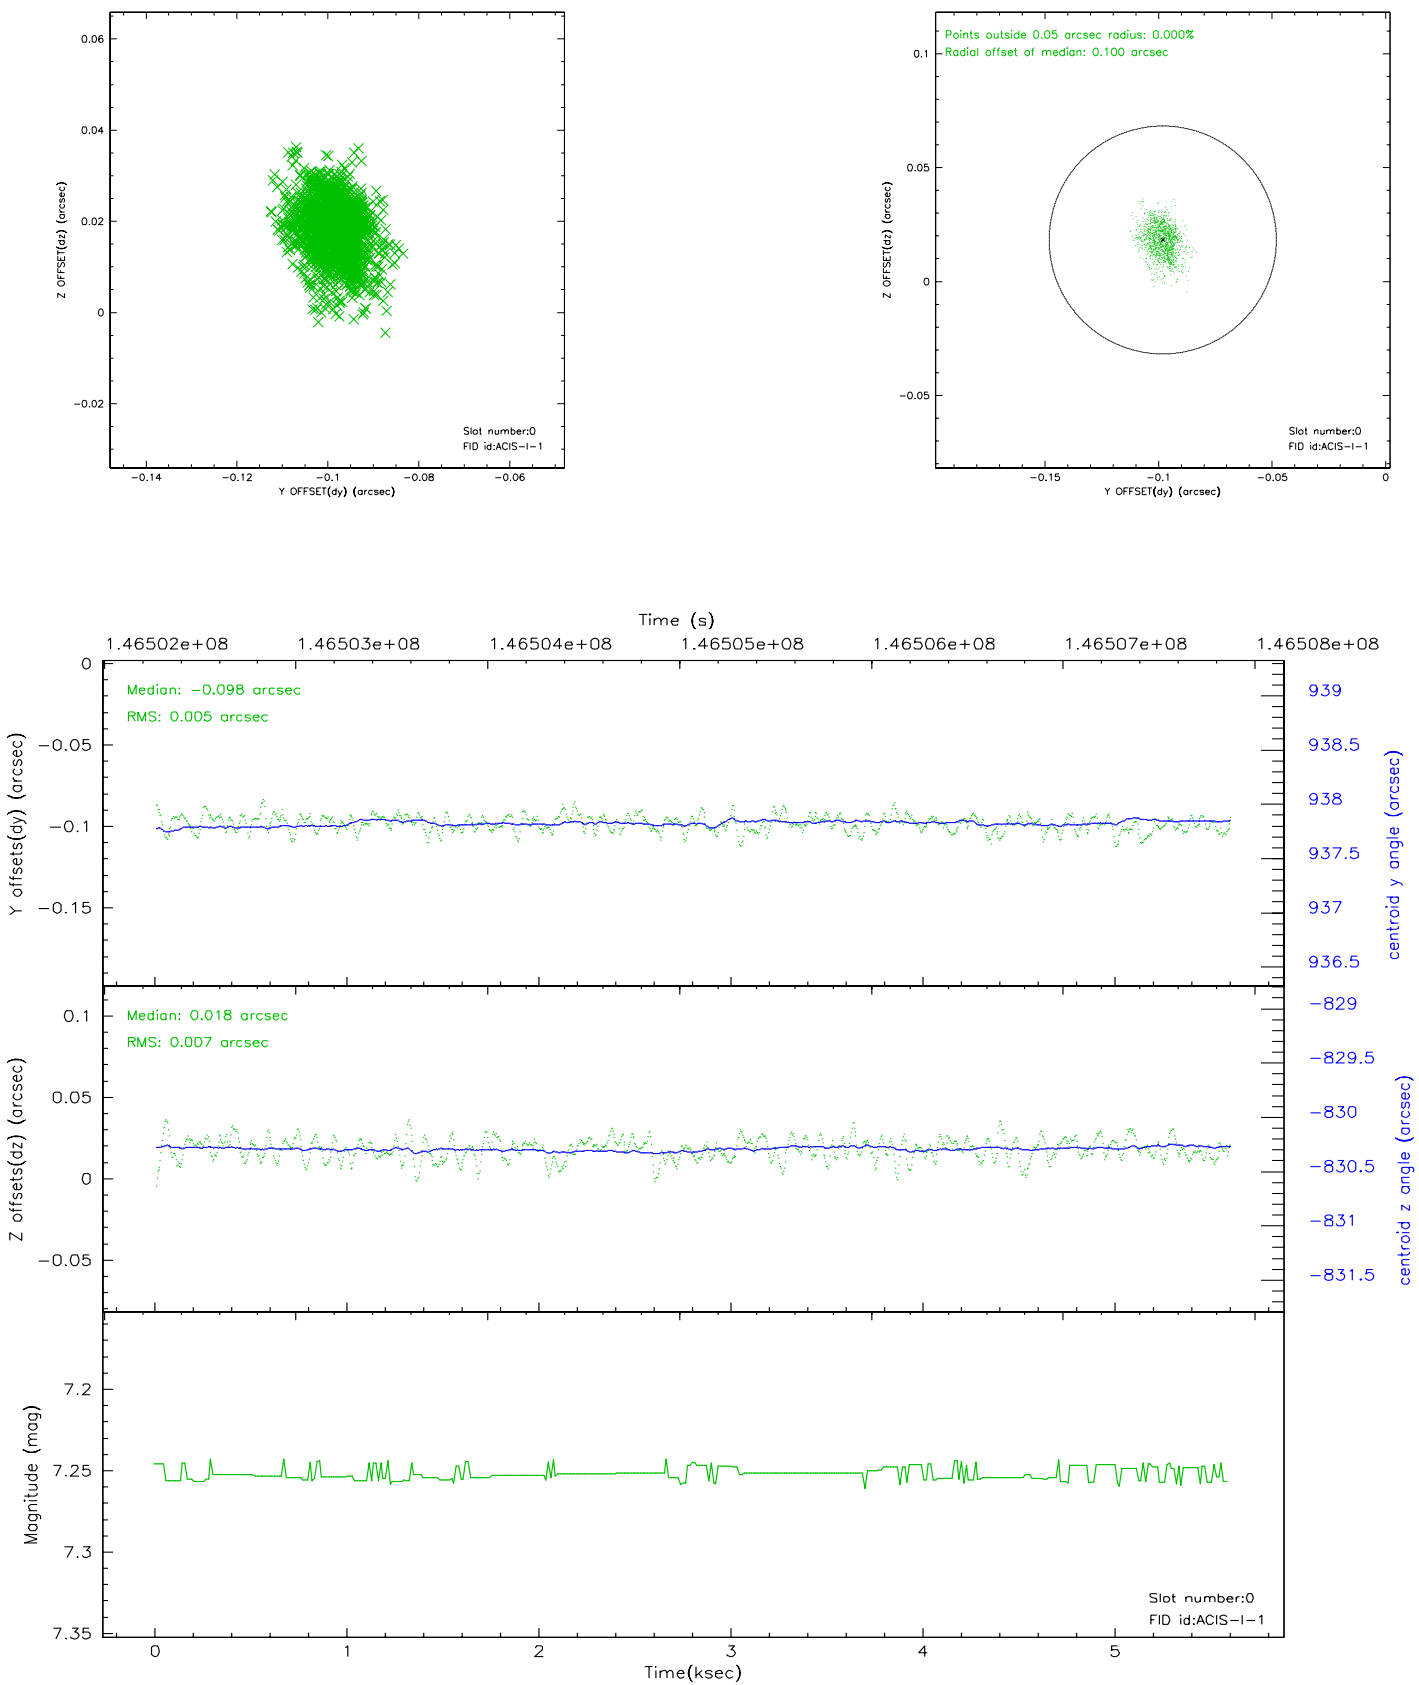 0.06
0.04
0.02
0
−0.02
Z OFFSET(dz) (arcsec)
Slot number:0
FID id:ACIS−I−1
−0.14 −0.12 −0.1 −0.08 −0.06
Y OFFSET(dy) (arcsec)
Points outside 0.05 arcsec radius: 0.000%
Radial offset of median: 0.100 arcsec
0.1
0.05
0
−0.05
Z OFFSET(dz) (arcsec)
Slot number:0
FID id:ACIS−I−1
−0.15 −0.1 −0.05 0
Y OFFSET(dy) (arcsec)
Time (s)
1.46502e+08 1.46503e+08 1.46504e+08 1.46505e+08 1.46506e+08 1.46507e+08 1.46508e+08
Median: −0.098 arcsec
RMS: 0.005 arcsec
0
−0.05
−0.1
−0.15
Y offsets(dy) (arcsec)
939
938.5
938
937.5
937
936.5
centroid y angle (arcsec)
Median: 0.018 arcsec
RMS: 0.007 arcsec
0.1
0.05
0
−0.05
Z offsets(dz) (arcsec)
−829
−829.5
−830
−830.5
−831
−831.5
centroid z angle (arcsec)
7.2
7.25
7.3
7.35
Magnitude (mag)
Slot number:0
FID id:ACIS−I−1
0 1 2 3 4 5
Time(ksec)